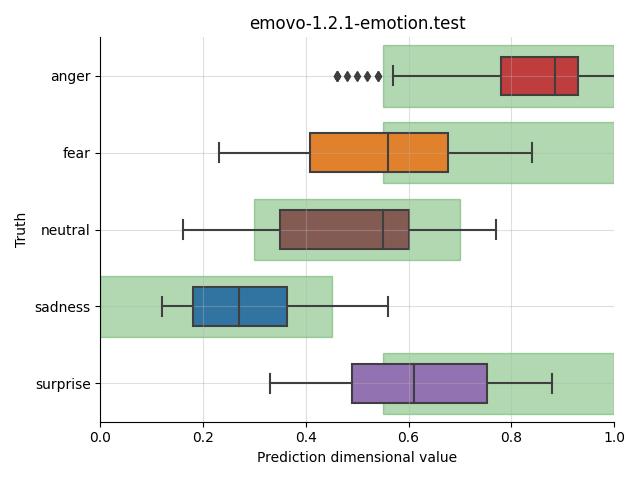 emovo-1.2.1-emotion.test
anger
fear
neutral
sadness
surprise
Truth
0.0 0.2 0.4 0.6 0.8 1.0
Prediction dimensional value